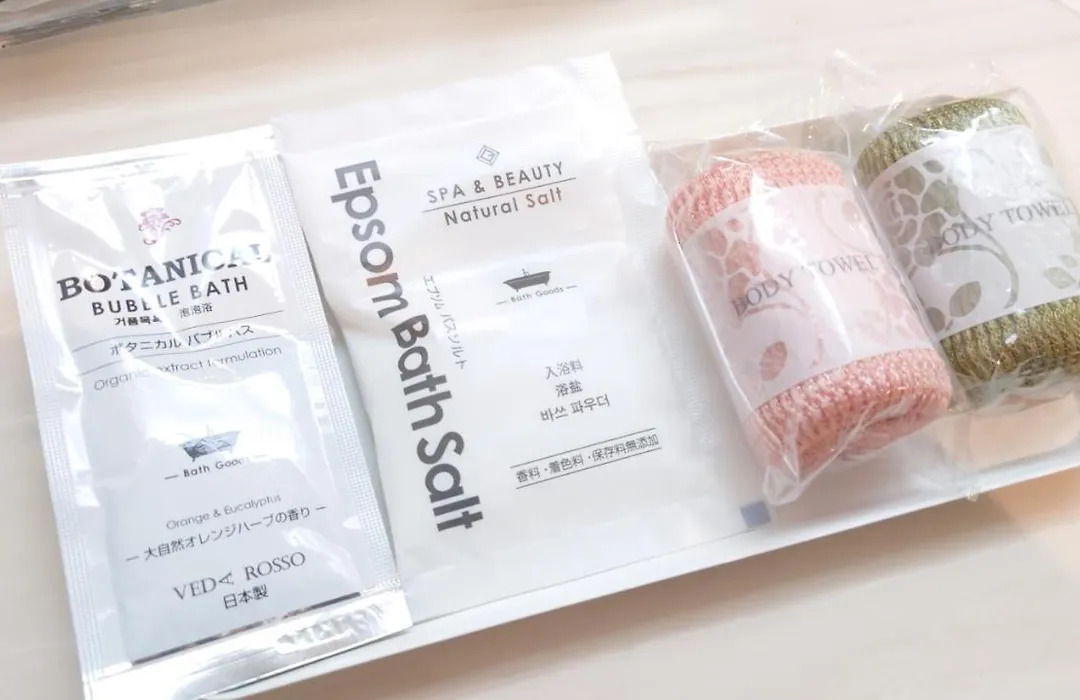 BOTANICAL
BUBBLE BATH
거품목욕 泡泡浴
ボタニカル バブルバス
Organic extract formulation
Bath Goods
Orange & Eucalyptus
— 大自然オレンジハーブの香り —
VEDA ROSSO
日本製
Epsom Bath Salt
エプソム バスソルト
SPA & BEAUTY
Natural Salt
Bath Goods
入浴料
浴盐
바쓰 파우더
香料・着色料・保存料無添加
BODY TOWEL
BODY TOWEL